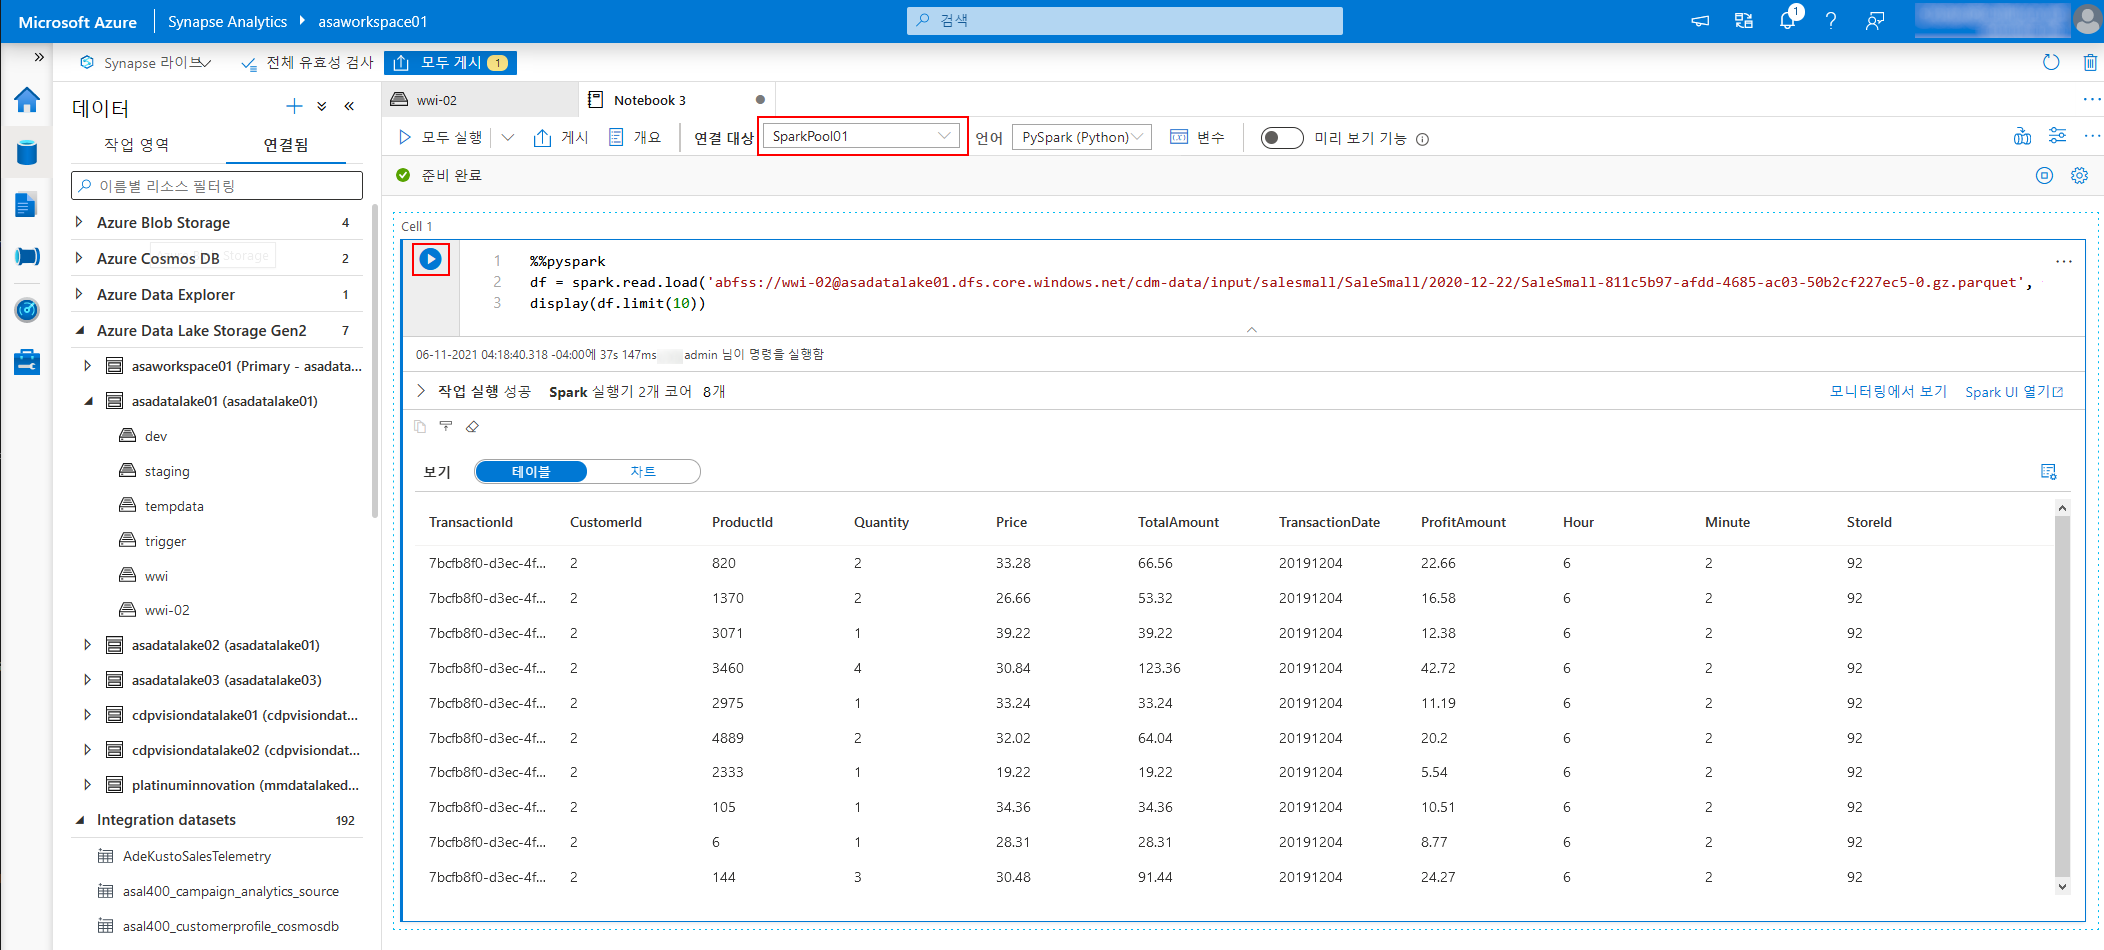 Microsoft Azure Synapse Analytics asaworkspace01 검색 1
Synapse 라이브 전체 유효성 검사 모두 게시 1
데이터
작업 영역 연결됨
이름별 리소스 필터링
Azure Blob Storage 4
Azure Cosmos DB 2
Storage
Azure Data Explorer 1
Azure Data Lake Storage Gen2 7
asaworkspace01 (Primary - asadata...
asadatalake01 (asadatalake01)
dev
staging
tempdata
trigger
wwi
wwi-02
asadatalake02 (asadatalake01)
asadatalake03 (asadatalake03)
cdpvisiondatalake01 (cdpvisiondat...
cdpvisiondatalake02 (cdpvisiondat...
platinuminnovation (mmdatalaked...
Integration datasets 192
AdeKustoSalesTelemetry
asal400_campaign_analytics_source
asal400_customerprofile_cosmosdb
wwi-02 Notebook 3
모두 실행 게시 개요 연결 대상 SparkPool01 언어 PySpark (Python) 변수 미리 보기 기능
준비 완료
Cell 1
1 %%pyspark
2 df = spark.read.load('abfss://wwi-02@asadatalake01.dfs.core.windows.net/cdm-data/input/salesmall/SaleSmall/2020-12-22/SaleSmall-811c5b97-afdd-4685-ac03-50b2cf227ec5-0.gz.parquet',
3 display(df.limit(10))
06-11-2021 04:18:40.318 -04:00에 37s 147ms admin 님이 명령을 실행함
작업 실행 성공 Spark 실행기 2개 코어 8개 모니터링에서 보기 Spark UI 열기
보기 테이블 차트
TransactionId CustomerId ProductId Quantity Price TotalAmount TransactionDate ProfitAmount Hour Minute StoreId
7bcfb8f0-d3ec-4f... 2 820 2 33.28 66.56 20191204 22.66 6 2 92
7bcfb8f0-d3ec-4f... 2 1370 2 26.66 53.32 20191204 16.58 6 2 92
7bcfb8f0-d3ec-4f... 2 3071 1 39.22 39.22 20191204 12.38 6 2 92
7bcfb8f0-d3ec-4f... 2 3460 4 30.84 123.36 20191204 42.72 6 2 92
7bcfb8f0-d3ec-4f... 2 2975 1 33.24 33.24 20191204 11.19 6 2 92
7bcfb8f0-d3ec-4f... 2 4889 2 32.02 64.04 20191204 20.2 6 2 92
7bcfb8f0-d3ec-4f... 2 2333 1 19.22 19.22 20191204 5.54 6 2 92
7bcfb8f0-d3ec-4f... 2 105 1 34.36 34.36 20191204 10.51 6 2 92
7bcfb8f0-d3ec-4f... 2 6 1 28.31 28.31 20191204 8.77 6 2 92
7bcfb8f0-d3ec-4f... 2 144 3 30.48 91.44 20191204 24.27 6 2 92